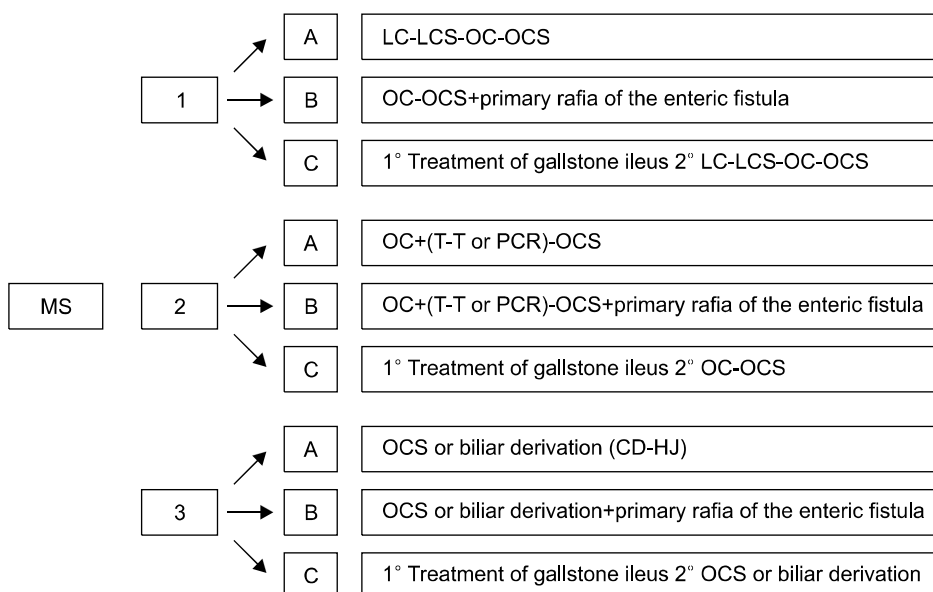 A LC-LCS-OC-OCS
1 B OC-OCS+primary rafia of the enteric fistula
C 1° Treatment of gallstone ileus 2° LC-LCS-OC-OCS
A OC+(T-T or PCR)-OCS
MS 2 B OC+(T-T or PCR)-OCS+primary rafia of the enteric fistula
C 1° Treatment of gallstone ileus 2° OC-OCS
A OCS or biliar derivation (CD-HJ)
3 B OCS or biliar derivation+primary rafia of the enteric fistula
C 1° Treatment of gallstone ileus 2° OCS or biliar derivation